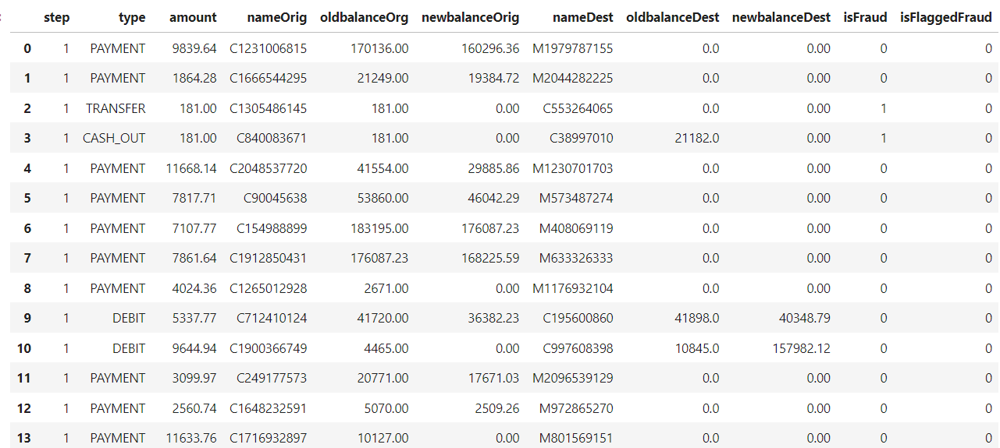 step type amount nameOrig oldbalanceOrg newbalanceOrig nameDest oldbalanceDest newbalanceDest isFraud isFlaggedFraud
0 1 PAYMENT 9839.64 C1231006815 170136.00 160296.36 M1979787155 0.0 0.00 0 0
1 1 PAYMENT 1864.28 C1666544295 21249.00 19384.72 M2044282225 0.0 0.00 0 0
2 1 TRANSFER 181.00 C1305486145 181.00 0.00 C553264065 0.0 0.00 1 0
3 1 CASH_OUT 181.00 C840083671 181.00 0.00 C38997010 21182.0 0.00 1 0
4 1 PAYMENT 11668.14 C2048537720 41554.00 29885.86 M1230701703 0.0 0.00 0 0
5 1 PAYMENT 7817.71 C90045638 53860.00 46042.29 M573487274 0.0 0.00 0 0
6 1 PAYMENT 7107.77 C154988899 183195.00 176087.23 M408069119 0.0 0.00 0 0
7 1 PAYMENT 7861.64 C1912850431 176087.23 168225.59 M633326333 0.0 0.00 0 0
8 1 PAYMENT 4024.36 C1265012928 2671.00 0.00 M1176932104 0.0 0.00 0 0
9 1 DEBIT 5337.77 C712410124 41720.00 36382.23 C195600860 41898.0 40348.79 0 0
10 1 DEBIT 9644.94 C1900366749 4465.00 0.00 C997608398 10845.0 157982.12 0 0
11 1 PAYMENT 3099.97 C249177573 20771.00 17671.03 M2096539129 0.0 0.00 0 0
12 1 PAYMENT 2560.74 C1648232591 5070.00 2509.26 M972865270 0.0 0.00 0 0
13 1 PAYMENT 11633.76 C1716932897 10127.00 0.00 M801569151 0.0 0.00 0 0